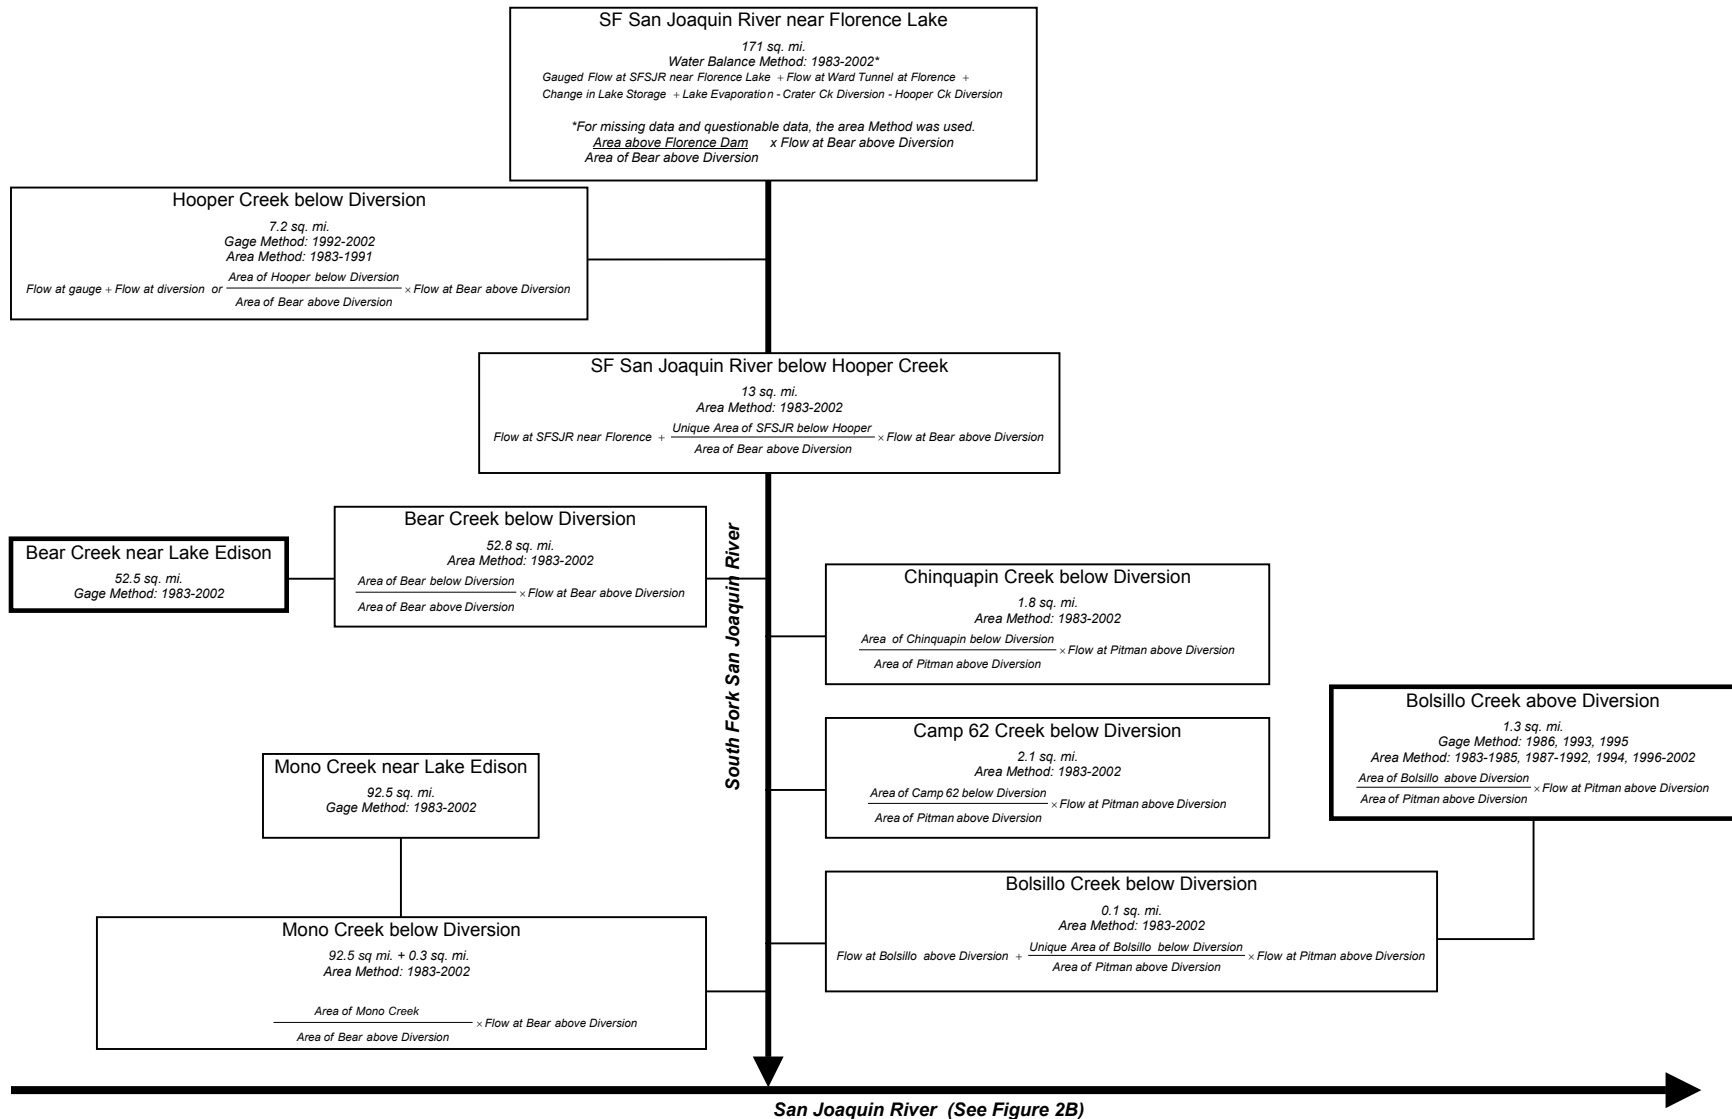 SF San Joaquin River near Florence Lake
171 sq. mi.
Water Balance Method: 1983-2002*
Gauged Flow at SFSJR near Florence Lake + Flow at Ward Tunnel at Florence +
Change in Lake Storage + Lake Evaporation - Crater Ck Diversion - Hooper Ck Diversion
*For missing data and questionable data, the area Method was used.
Area above Florence Dam x Flow at Bear above Diversion
Area of Bear above Diversion
Hooper Creek below Diversion
7.2 sq. mi.
Gage Method: 1992-2002
Area Method: 1983-1991
Area of Hooper below Diversion
Flow at gauge + Flow at diversion or × Flow at Bear above Diversion
Area of Bear above Diversion
SF San Joaquin River below Hooper Creek
13 sq. mi.
Area Method: 1983-2002
Unique Area of SFSJR below Hooper
Flow at SFSJR near Florence + × Flow at Bear above Diversion
Area of Bear above Diversion
Bear Creek near Lake Edison
52.5 sq. mi.
Gage Method: 1983-2002
Bear Creek below Diversion
52.8 sq. mi.
Area Method: 1983-2002
Area of Bear below Diversion
× Flow at Bear above Diversion
Area of Bear above Diversion
South Fork San Joaquin River
Chinquapin Creek below Diversion
1.8 sq. mi.
Area Method: 1983-2002
Area of Chinquapin below Diversion
× Flow at Pitman above Diversion
Area of Pitman above Diversion
Camp 62 Creek below Diversion
2.1 sq. mi.
Area Method: 1983-2002
Area of Camp 62 below Diversion
× Flow at Pitman above Diversion
Area of Pitman above Diversion
Bolsillo Creek above Diversion
1.3 sq. mi.
Gage Method: 1986, 1993, 1995
Area Method: 1983-1985, 1987-1992, 1994, 1996-2002
Area of Bolsillo above Diversion
× Flow at Pitman above Diversion
Area of Pitman above Diversion
Mono Creek near Lake Edison
92.5 sq. mi.
Gage Method: 1983-2002
Mono Creek below Diversion
92.5 sq mi. + 0.3 sq. mi.
Area Method: 1983-2002
Area of Mono Creek
× Flow at Bear above Diversion
Area of Bear above Diversion
Bolsillo Creek below Diversion
0.1 sq. mi.
Area Method: 1983-2002
Unique Area of Bolsillo below Diversion
Flow at Bolsillo above Diversion + × Flow at Pitman above Diversion
Area of Pitman above Diversion
San Joaquin River (See Figure 2B)